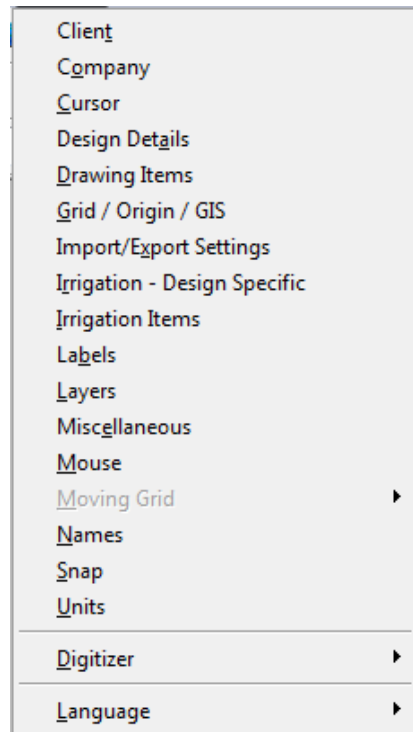 Client
Company
Cursor
Design Details
Drawing Items
Grid / Origin / GIS
Import/Export Settings
Irrigation - Design Specific
Irrigation Items
Labels
Layers
Miscellaneous
Mouse
Moving Grid
Names
Snap
Units
Digitizer
Language